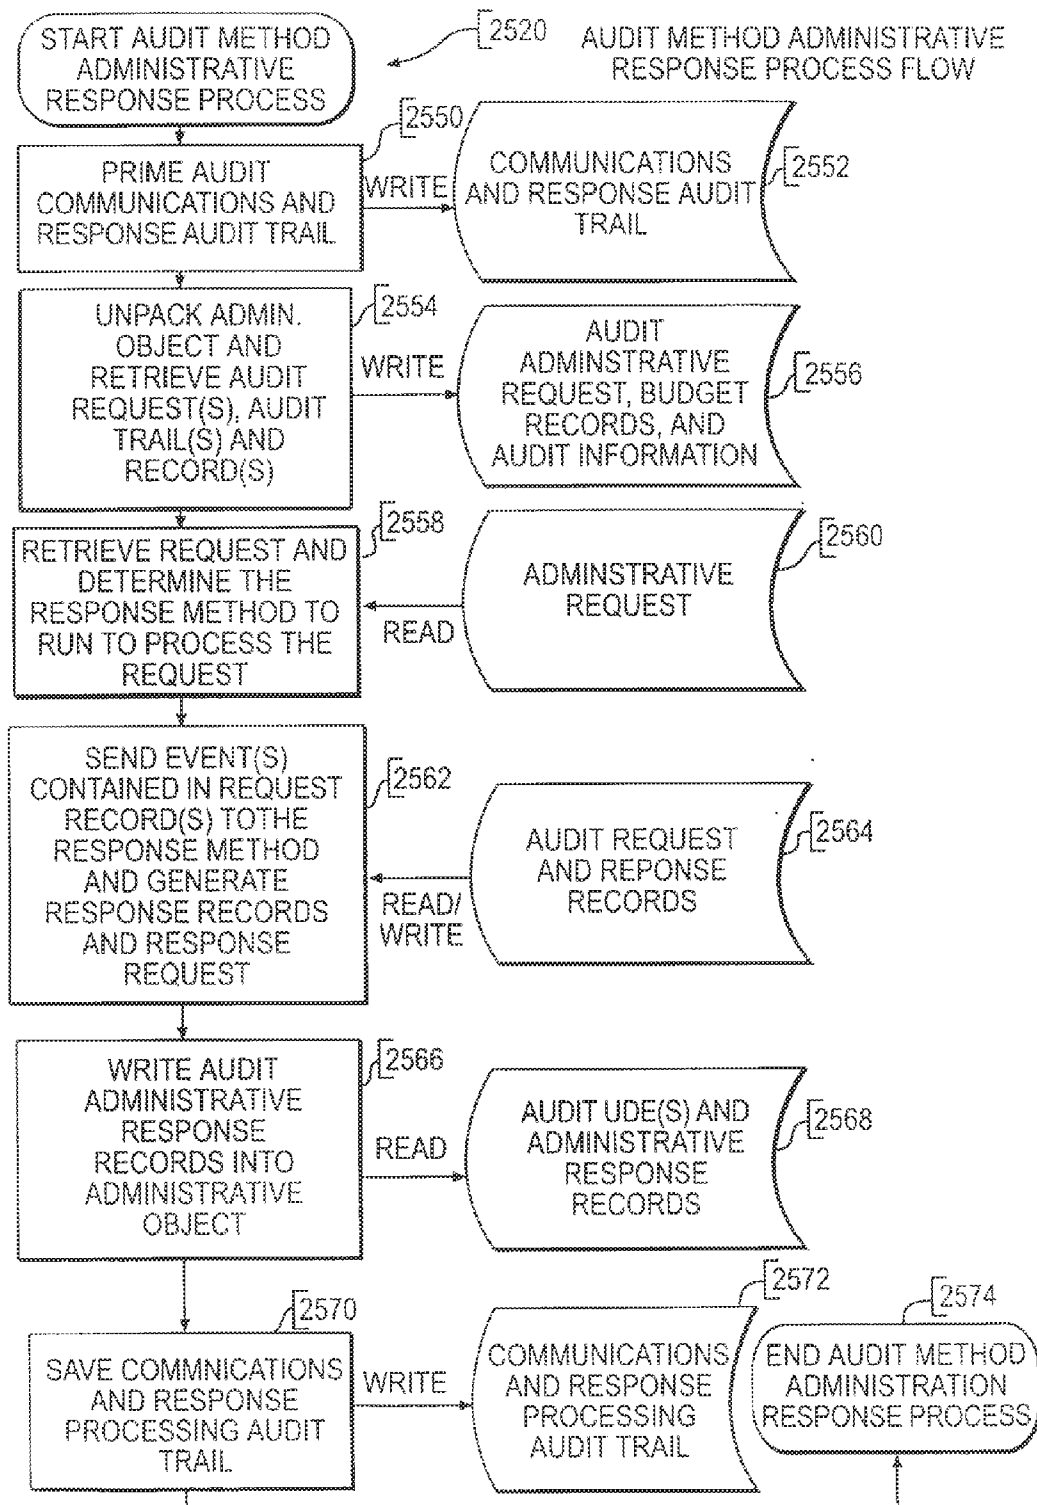 START AUDIT METHOD
ADMINISTRATIVE
RESPONSE PROCESS
2520
AUDIT METHOD ADMINISTRATIVE
RESPONSE PROCESS FLOW
2550
PRIME AUDIT
COMMUNICATIONS AND
RESPONSE AUDIT TRAIL
WRITE
COMMUNICATIONS
AND RESPONSE AUDIT
TRAIL
2552
2554
UNPACK ADMIN.
OBJECT AND
RETRIEVE AUDIT
REQUEST(S), AUDIT
TRAIL(S) AND
RECORD(S)
WRITE
AUDIT
ADMINSTRATIVE
REQUEST, BUDGET
RECORDS, AND
AUDIT INFORMATION
2556
2558
RETRIEVE REQUEST AND
DETERMINE THE
RESPONSE METHOD TO
RUN TO PROCESS THE
REQUEST
READ
ADMINSTRATIVE
REQUEST
2560
SEND EVENT(S)
CONTAINED IN REQUEST
RECORD(S) TOTHE
RESPONSE METHOD
AND GENERATE
RESPONSE RECORDS
AND RESPONSE
REQUEST
2562
READ/
WRITE
AUDIT REQUEST
AND REPONSE
RECORDS
2564
2566
WRITE AUDIT
ADMINISTRATIVE
RESPONSE
RECORDS INTO
ADMINISTRATIVE
OBJECT
READ
AUDIT UDE(S) AND
ADMINISTRATIVE
RESPONSE
RECORDS
2568
2570
SAVE COMMNICATIONS
AND RESPONSE
PROCESSING AUDIT
TRAIL
WRITE
2572
COMMUNICATIONS
AND RESPONSE
PROCESSING
AUDIT TRAIL
2574
END AUDIT METHOD
ADMINISTRATION
RESPONSE PROCESS